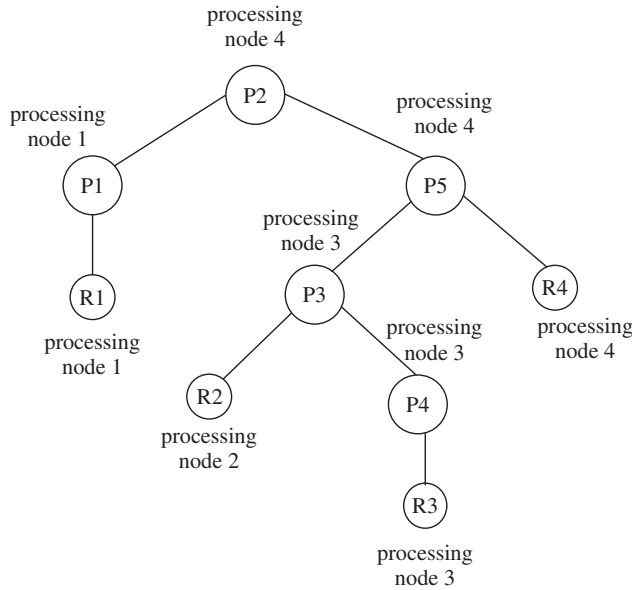 processing
node 4
P2
processing
node 1
processing
node 4
P1
P5
processing
node 3
R1
processing
node 1
P3
R4
processing
node 4
processing
node 3
R2
processing
node 2
P4
R3
processing
node 3